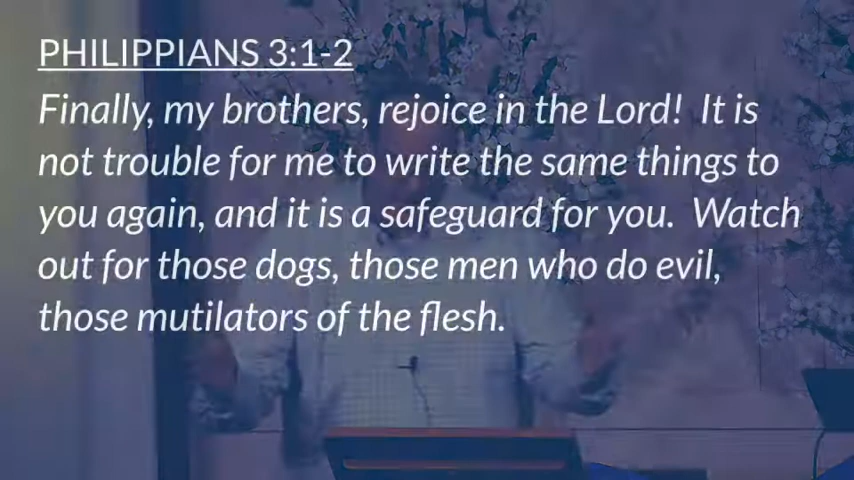 PHILIPPIANS 3:1-2
Finally, my brothers, rejoice in the Lord!  It is
not trouble for me to write the same things to
you again, and it is a safeguard for you.  Watch
out for those dogs, those men who do evil,
those mutilators of the flesh.